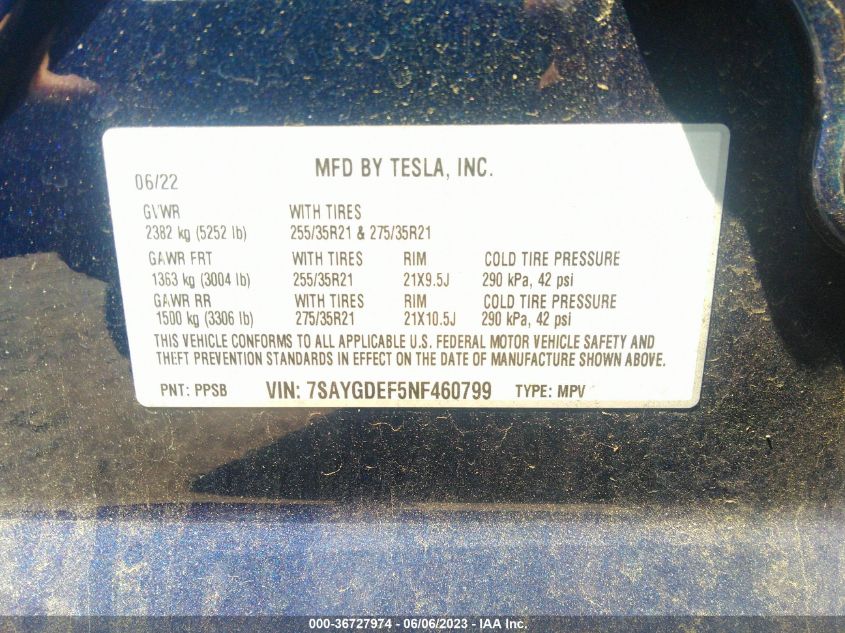 MFD BY TESLA, INC.
06/22
GVWR WITH TIRES
2382 kg (5252 lb) 255/35R21 & 275/35R21
GAWR FRT WITH TIRES RIM COLD TIRE PRESSURE
1363 kg (3004 lb) 255/35R21 21X9.5J 290 kPa, 42 psi
GAWR RR WITH TIRES RIM COLD TIRE PRESSURE
1500 kg (3306 lb) 275/35R21 21X10.5J 290 kPa, 42 psi
THIS VEHICLE CONFORMS TO ALL APPLICABLE U.S. FEDERAL MOTOR VEHICLE SAFETY AND
THEFT PREVENTION STANDARDS IN EFFECT ON THE DATE OF MANUFACTURE SHOWN ABOVE.
PNT: PPSB VIN: 7SAYGDEF5NF460799 TYPE: MPV
000-36727974 - 06/06/2023 - IAA Inc.